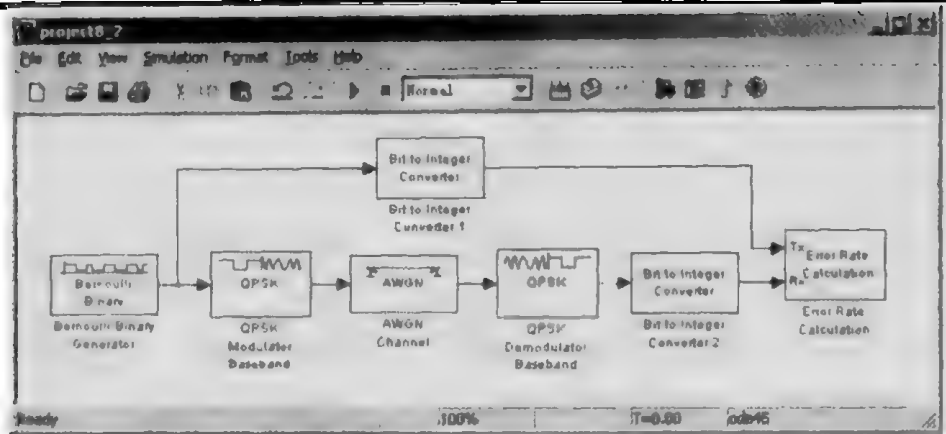 project8_2
File Edit View Simulation Format Tools Help
Normal
Bit to Integer
Converter
Bit to Integer
Converter 1
Bernoulli
Binary
Bernoulli Binary
Generator
QPSK
QPSK
Modulator
Baseband
AWGN
AWGN
Channel
QPSK
QPSK
Demodulator
Baseband
Bit to Integer
Converter
Bit to Integer
Converter 2
Tx
Rx
Error Rate
Calculation
Error Rate
Calculation
Ready
100%
T=0.00
ode45